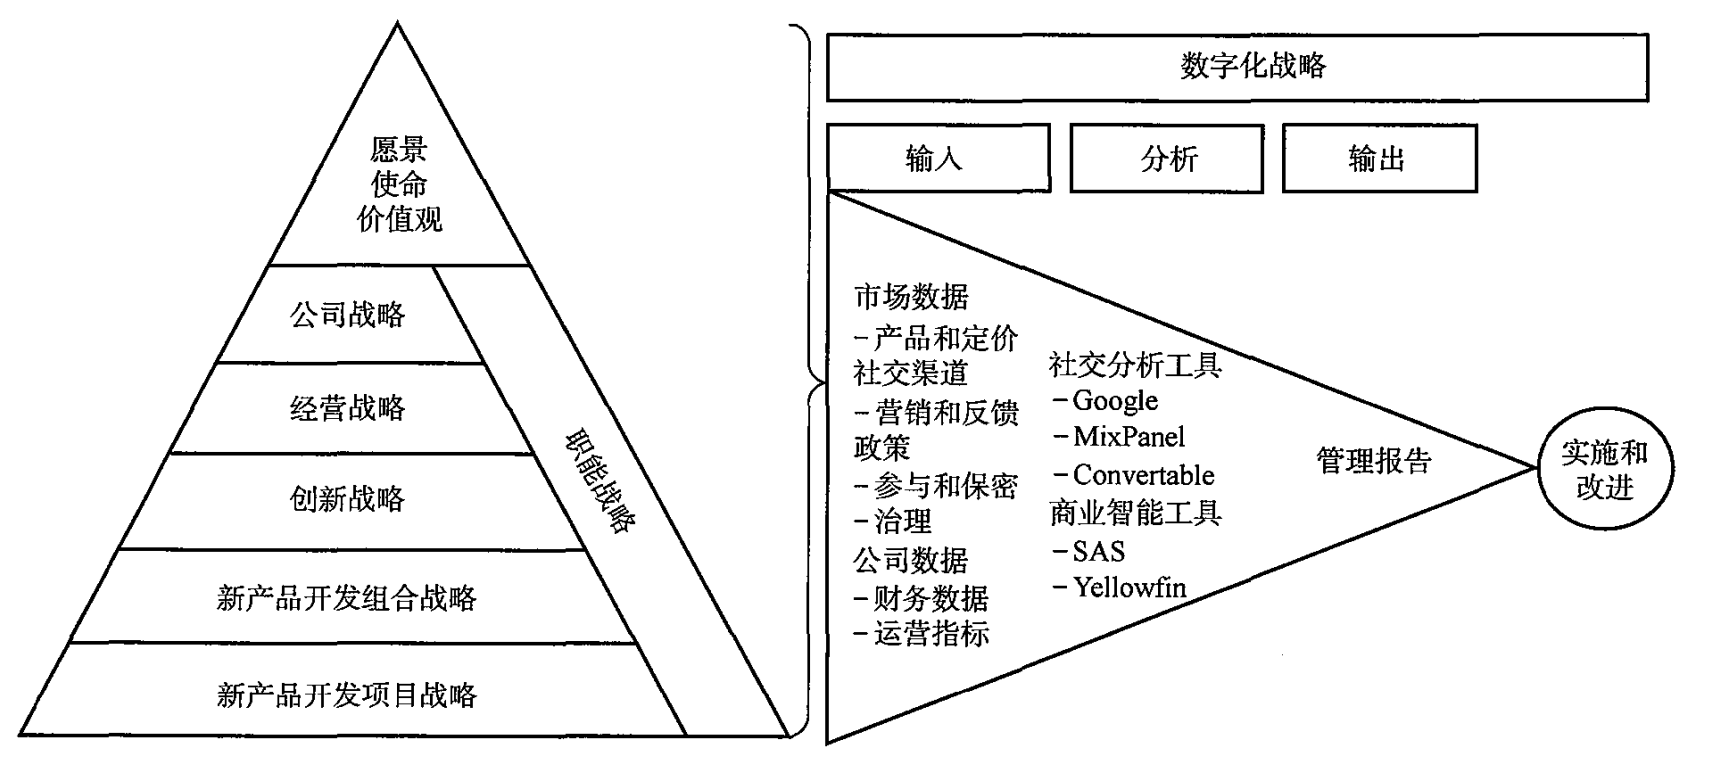 愿景
使命
价值观
公司战略
经营战略
创新战略
新产品开发组合战略
新产品开发项目战略
职能战略
数字化战略
输入
分析
输出
市场数据
–产品和定价
社交渠道
–营销和反馈
政策
–参与和保密
–治理
公司数据
–财务数据
–运营指标
社交分析工具
–Google
–MixPanel
–Convertable
商业智能工具
–SAS
–Yellowfin
管理报告
实施和
改进